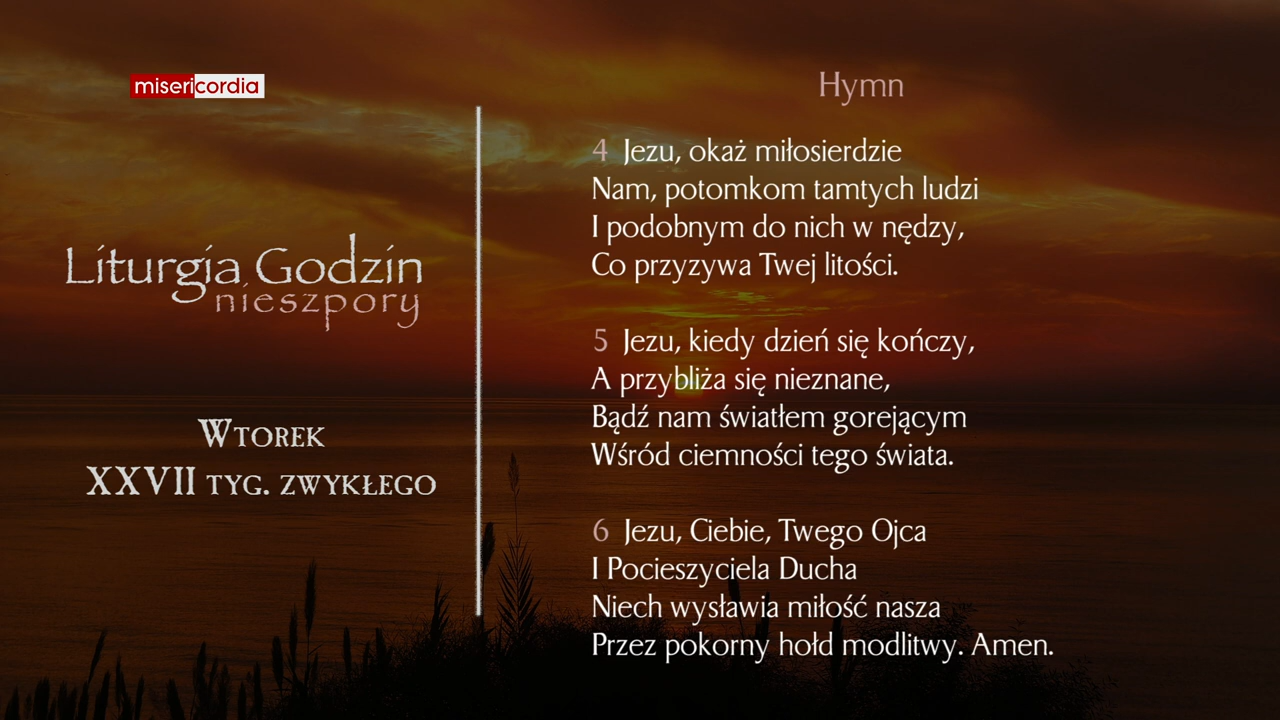 misericordia
Liturgia Godzin
nieszpory
Wtorek
XXVII tyg. zwykłego
Hymn
4 Jezu, okaż miłosierdzie
Nam, potomkom tamtych ludzi
I podobnym do nich w nędzy,
Co przyzywa Twej litości.
5 Jezu, kiedy dzień się kończy,
A przybliża się nieznane,
Bądź nam światłem gorejącym
Wśród ciemności tego świata.
6 Jezu, Ciebie, Twego Ojca
I Pocieszyciela Ducha
Niech wysławia miłość nasza
Przez pokorny hołd modlitwy. Amen.